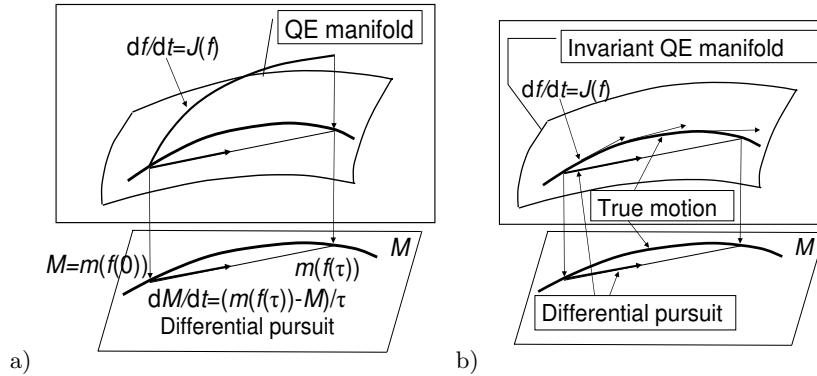 QE manifold
df/dt=J(f)
M=m(f(0))
m(f(τ))
M
dM/dt=(m(f(τ))-M)/τ
Differential pursuit
a)
Invariant QE manifold
df/dt=J(f)
True motion
M
Differential pursuit
b)